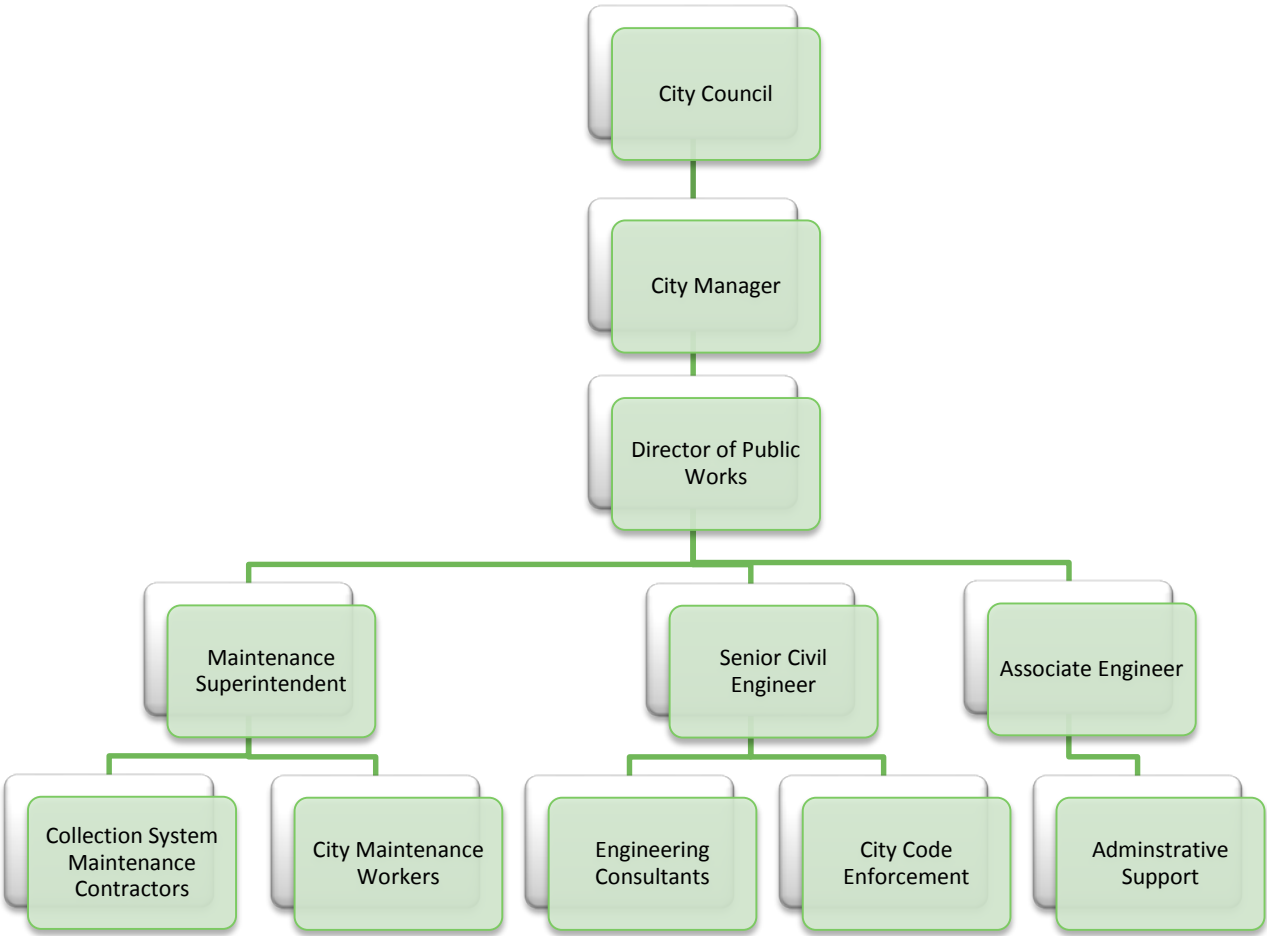 City Council
City Manager
Director of Public
Works
Maintenance
Superintendent
Senior Civil
Engineer
Associate Engineer
Collection System
Maintenance
Contractors
City Maintenance
Workers
Engineering
Consultants
City Code
Enforcement
Adminstrative
Support